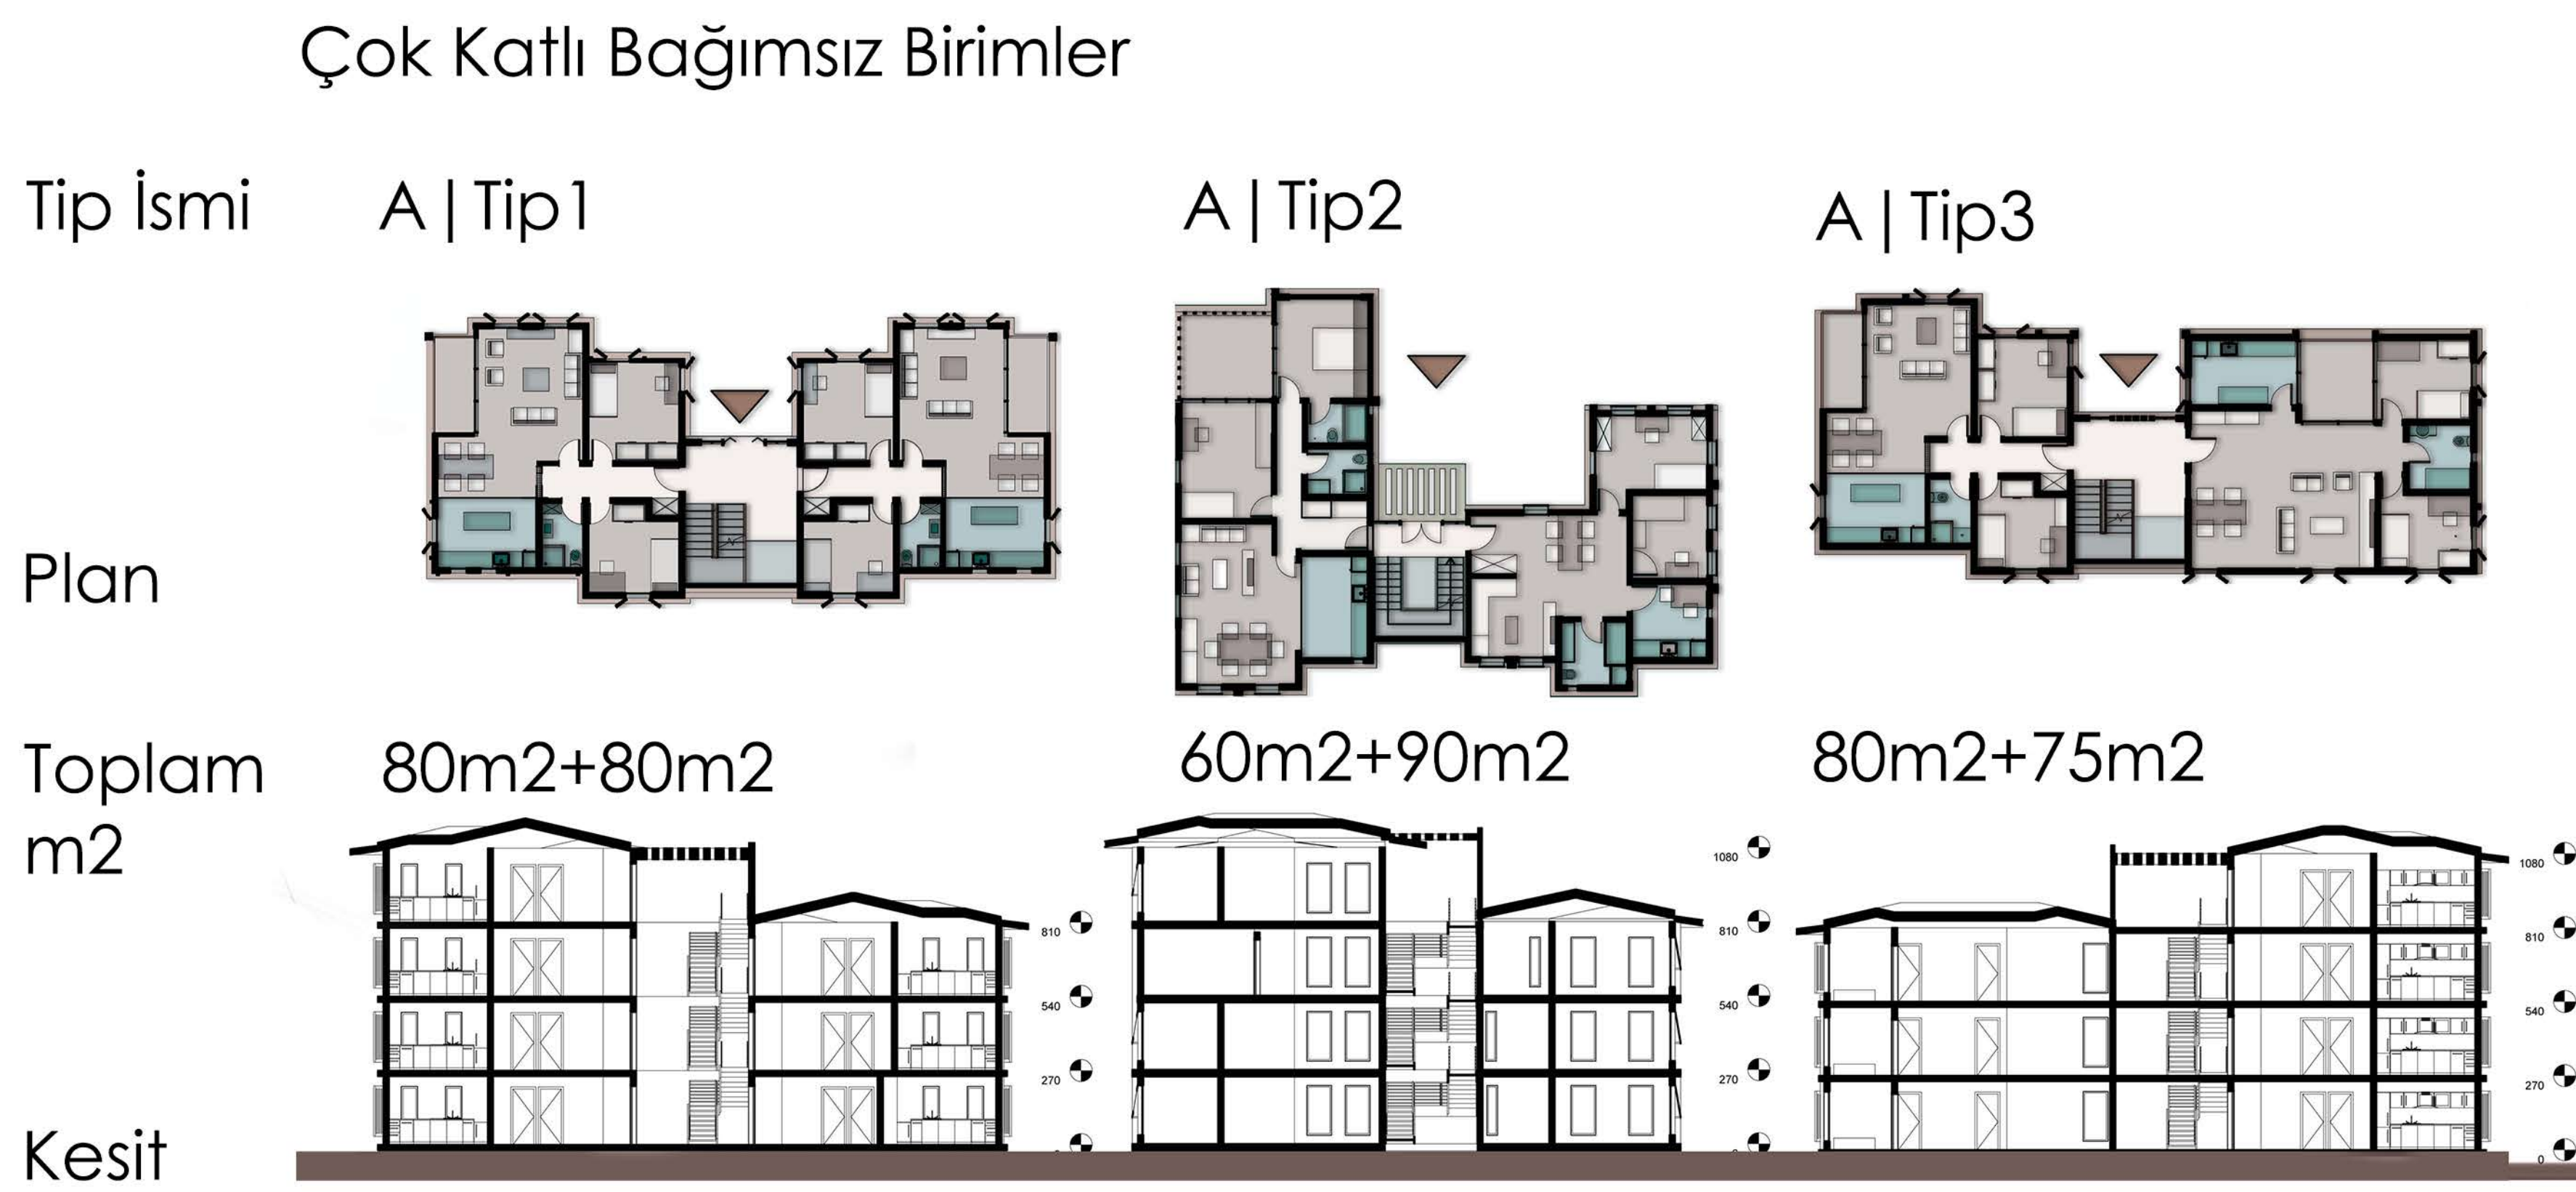 Çok Katlı Bağımsız Birimler
Tip İsmi
A|Tip1
A|Tip2
A|Tip3
Plan
Toplam
m2
80m2+80m2
60m2+90m2
80m2+75m2
810
540
270
1080
810
540
270
1080
810
540
270
0
Kesit